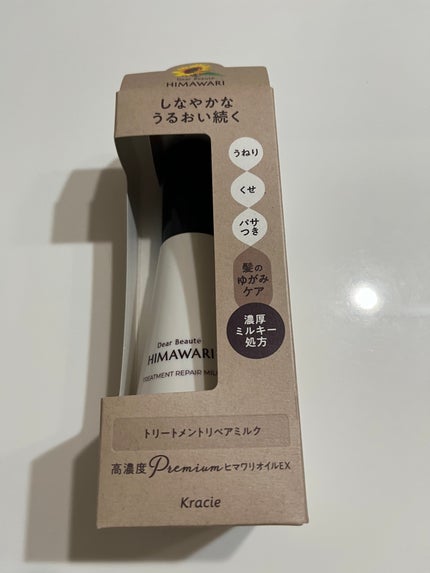 Dear Beauté
HIMAWARI
しなやかな
うるおい続く
うねり
くせ
パサ
つき
髪の
ゆがみ
ケア
濃厚
ミルキー
処方
Dear Beauté
HIMAWARI
TREATMENT REPAIR MILK
トリートメントリペアミルク
高濃度 Premium ヒマワリオイルEX
Kracie